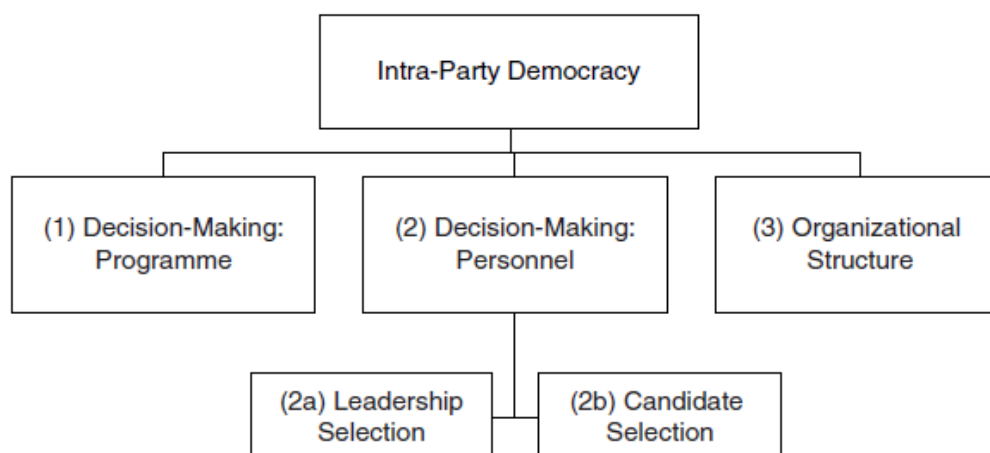 Intra-Party Democracy
(1) Decision-Making:
Programme
(2) Decision-Making:
Personnel
(3) Organizational
Structure
(2a) Leadership
Selection
(2b) Candidate
Selection